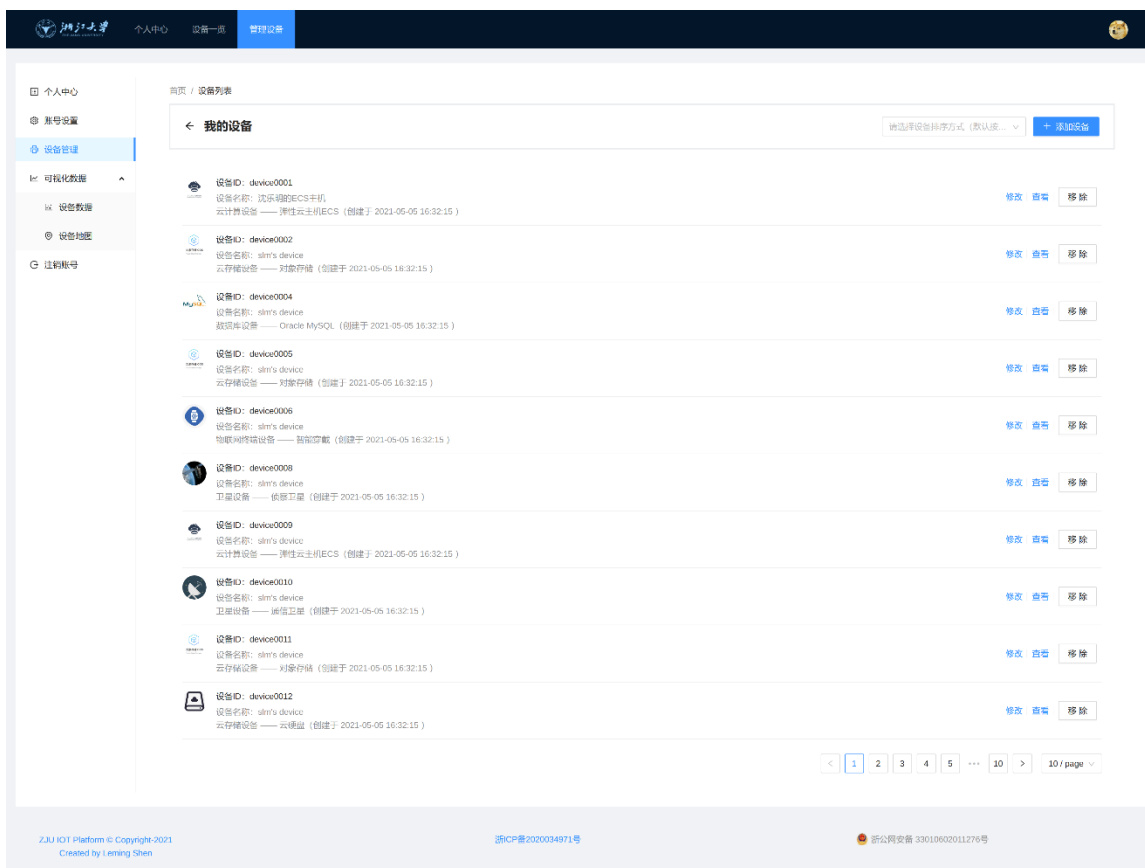 浙江大学
个人中心 设备一览 管理设备
个人中心
账号设置
设备管理
可视化数据
设备数据
设备地图
注销账号
首页 / 设备列表
← 我的设备
请选择设备排序方式（默认按... + 添加设备
设备ID：device0001
设备名称：沈乐明的ECS主机
云计算设备 —— 弹性云主机ECS（创建于 2021-05-05 16:32:15 ）
修改 查看 移 除
设备ID：device0002
设备名称：slm's device
云存储设备 —— 对象存储（创建于 2021-05-05 16:32:15 ）
修改 查看 移 除
MySQL
设备ID：device0004
设备名称：slm's device
数据库设备 —— Oracle MySQL（创建于 2021-05-05 16:32:15 ）
修改 查看 移 除
设备ID：device0005
设备名称：slm's device
云存储设备 —— 对象存储（创建于 2021-05-05 16:32:15 ）
修改 查看 移 除
设备ID：device0006
设备名称：slm's device
物联网终端设备 —— 智能穿戴（创建于 2021-05-05 16:32:15 ）
修改 查看 移 除
设备ID：device0008
设备名称：slm's device
卫星设备 —— 侦察卫星（创建于 2021-05-05 16:32:15 ）
修改 查看 移 除
设备ID：device0009
设备名称：slm's device
云计算设备 —— 弹性云主机ECS（创建于 2021-05-05 16:32:15 ）
修改 查看 移 除
设备ID：device0010
设备名称：slm's device
卫星设备 —— 通信卫星（创建于 2021-05-05 16:32:15 ）
修改 查看 移 除
设备ID：device0011
设备名称：slm's device
云存储设备 —— 对象存储（创建于 2021-05-05 16:32:15 ）
修改 查看 移 除
设备ID：device0012
设备名称：slm's device
云存储设备 —— 云硬盘（创建于 2021-05-05 16:32:15 ）
修改 查看 移 除
< 1 2 3 4 5 ••• 10 > 10 / page
ZJU IOT Platform © Copyright-2021
Created by Leming Shen
浙ICP备2020034971号
浙公网安备 33010602011276号